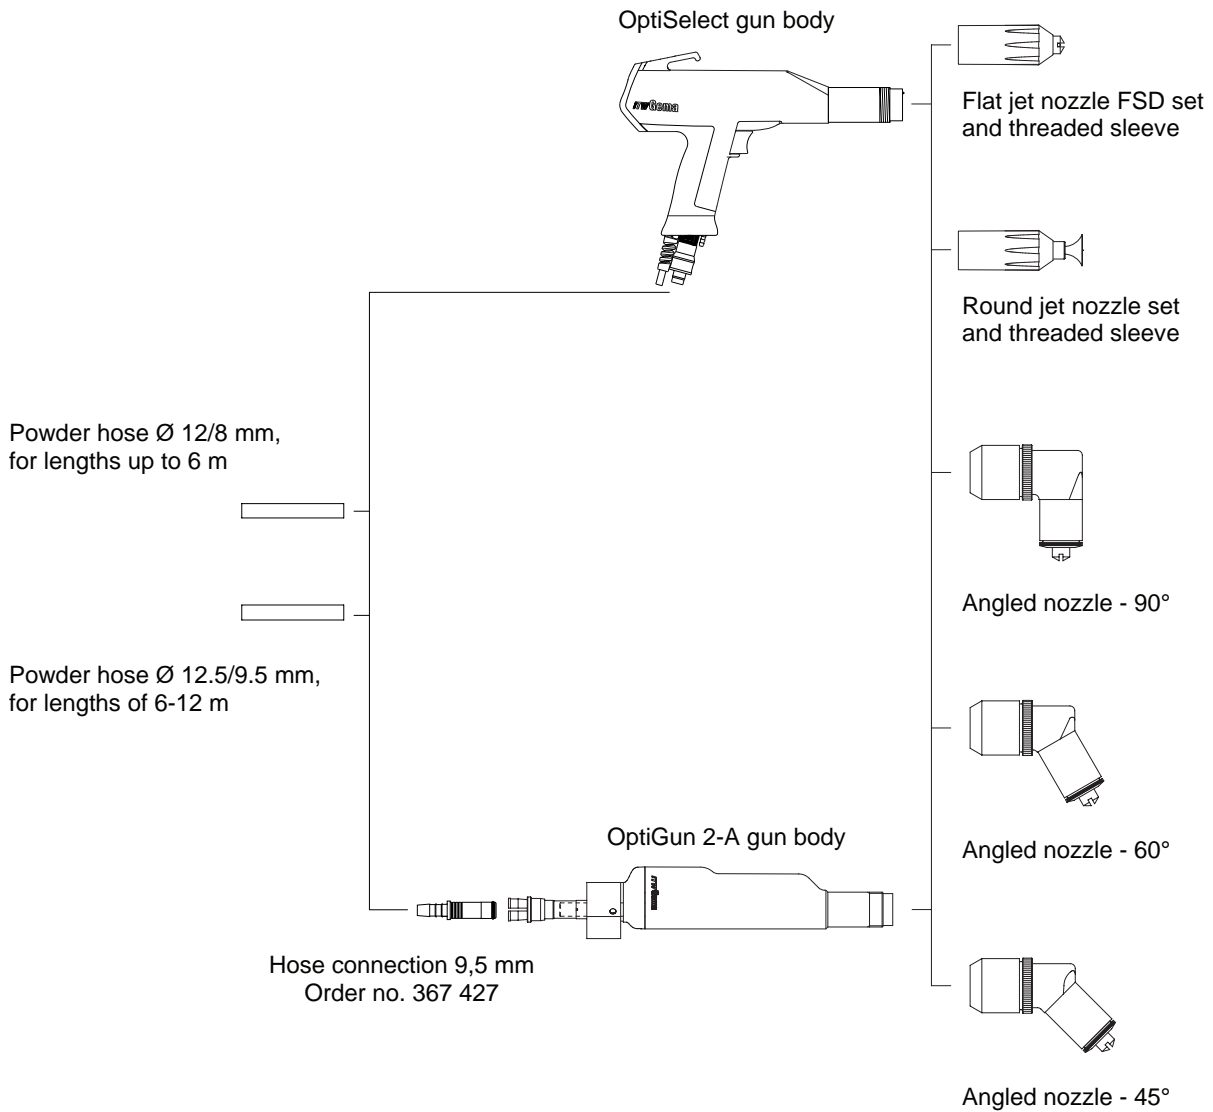 OptiSelect gun body
ITWGema
Flat jet nozzle FSD set
and threaded sleeve
Round jet nozzle set
and threaded sleeve
Powder hose Ø 12/8 mm,
for lengths up to 6 m
Angled nozzle - 90°
Powder hose Ø 12.5/9.5 mm,
for lengths of 6-12 m
Angled nozzle - 60°
OptiGun 2-A gun body
ITWGema
Hose connection 9,5 mm
Order no. 367 427
Angled nozzle - 45°